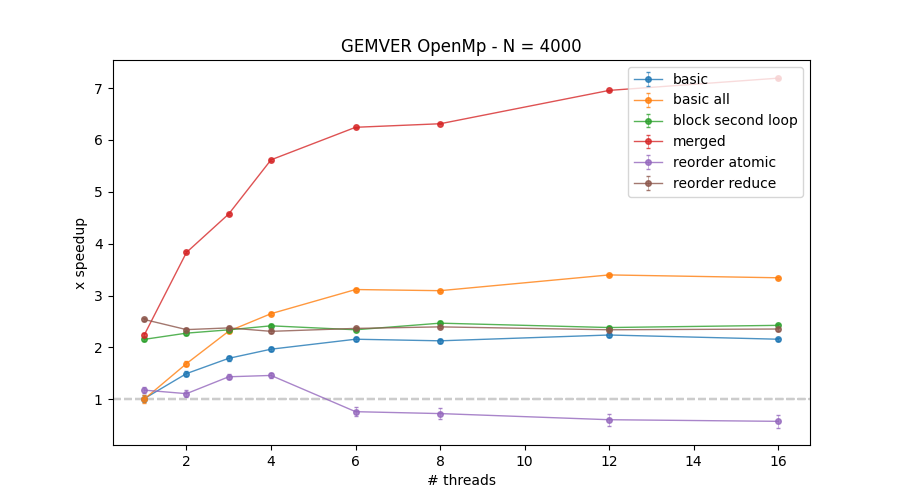 GEMVER OpenMp - N = 4000
x speedup
7
6
5
4
3
2
1
basic
basic all
block second loop
merged
reorder atomic
reorder reduce
2 4 6 8 10 12 14 16
# threads